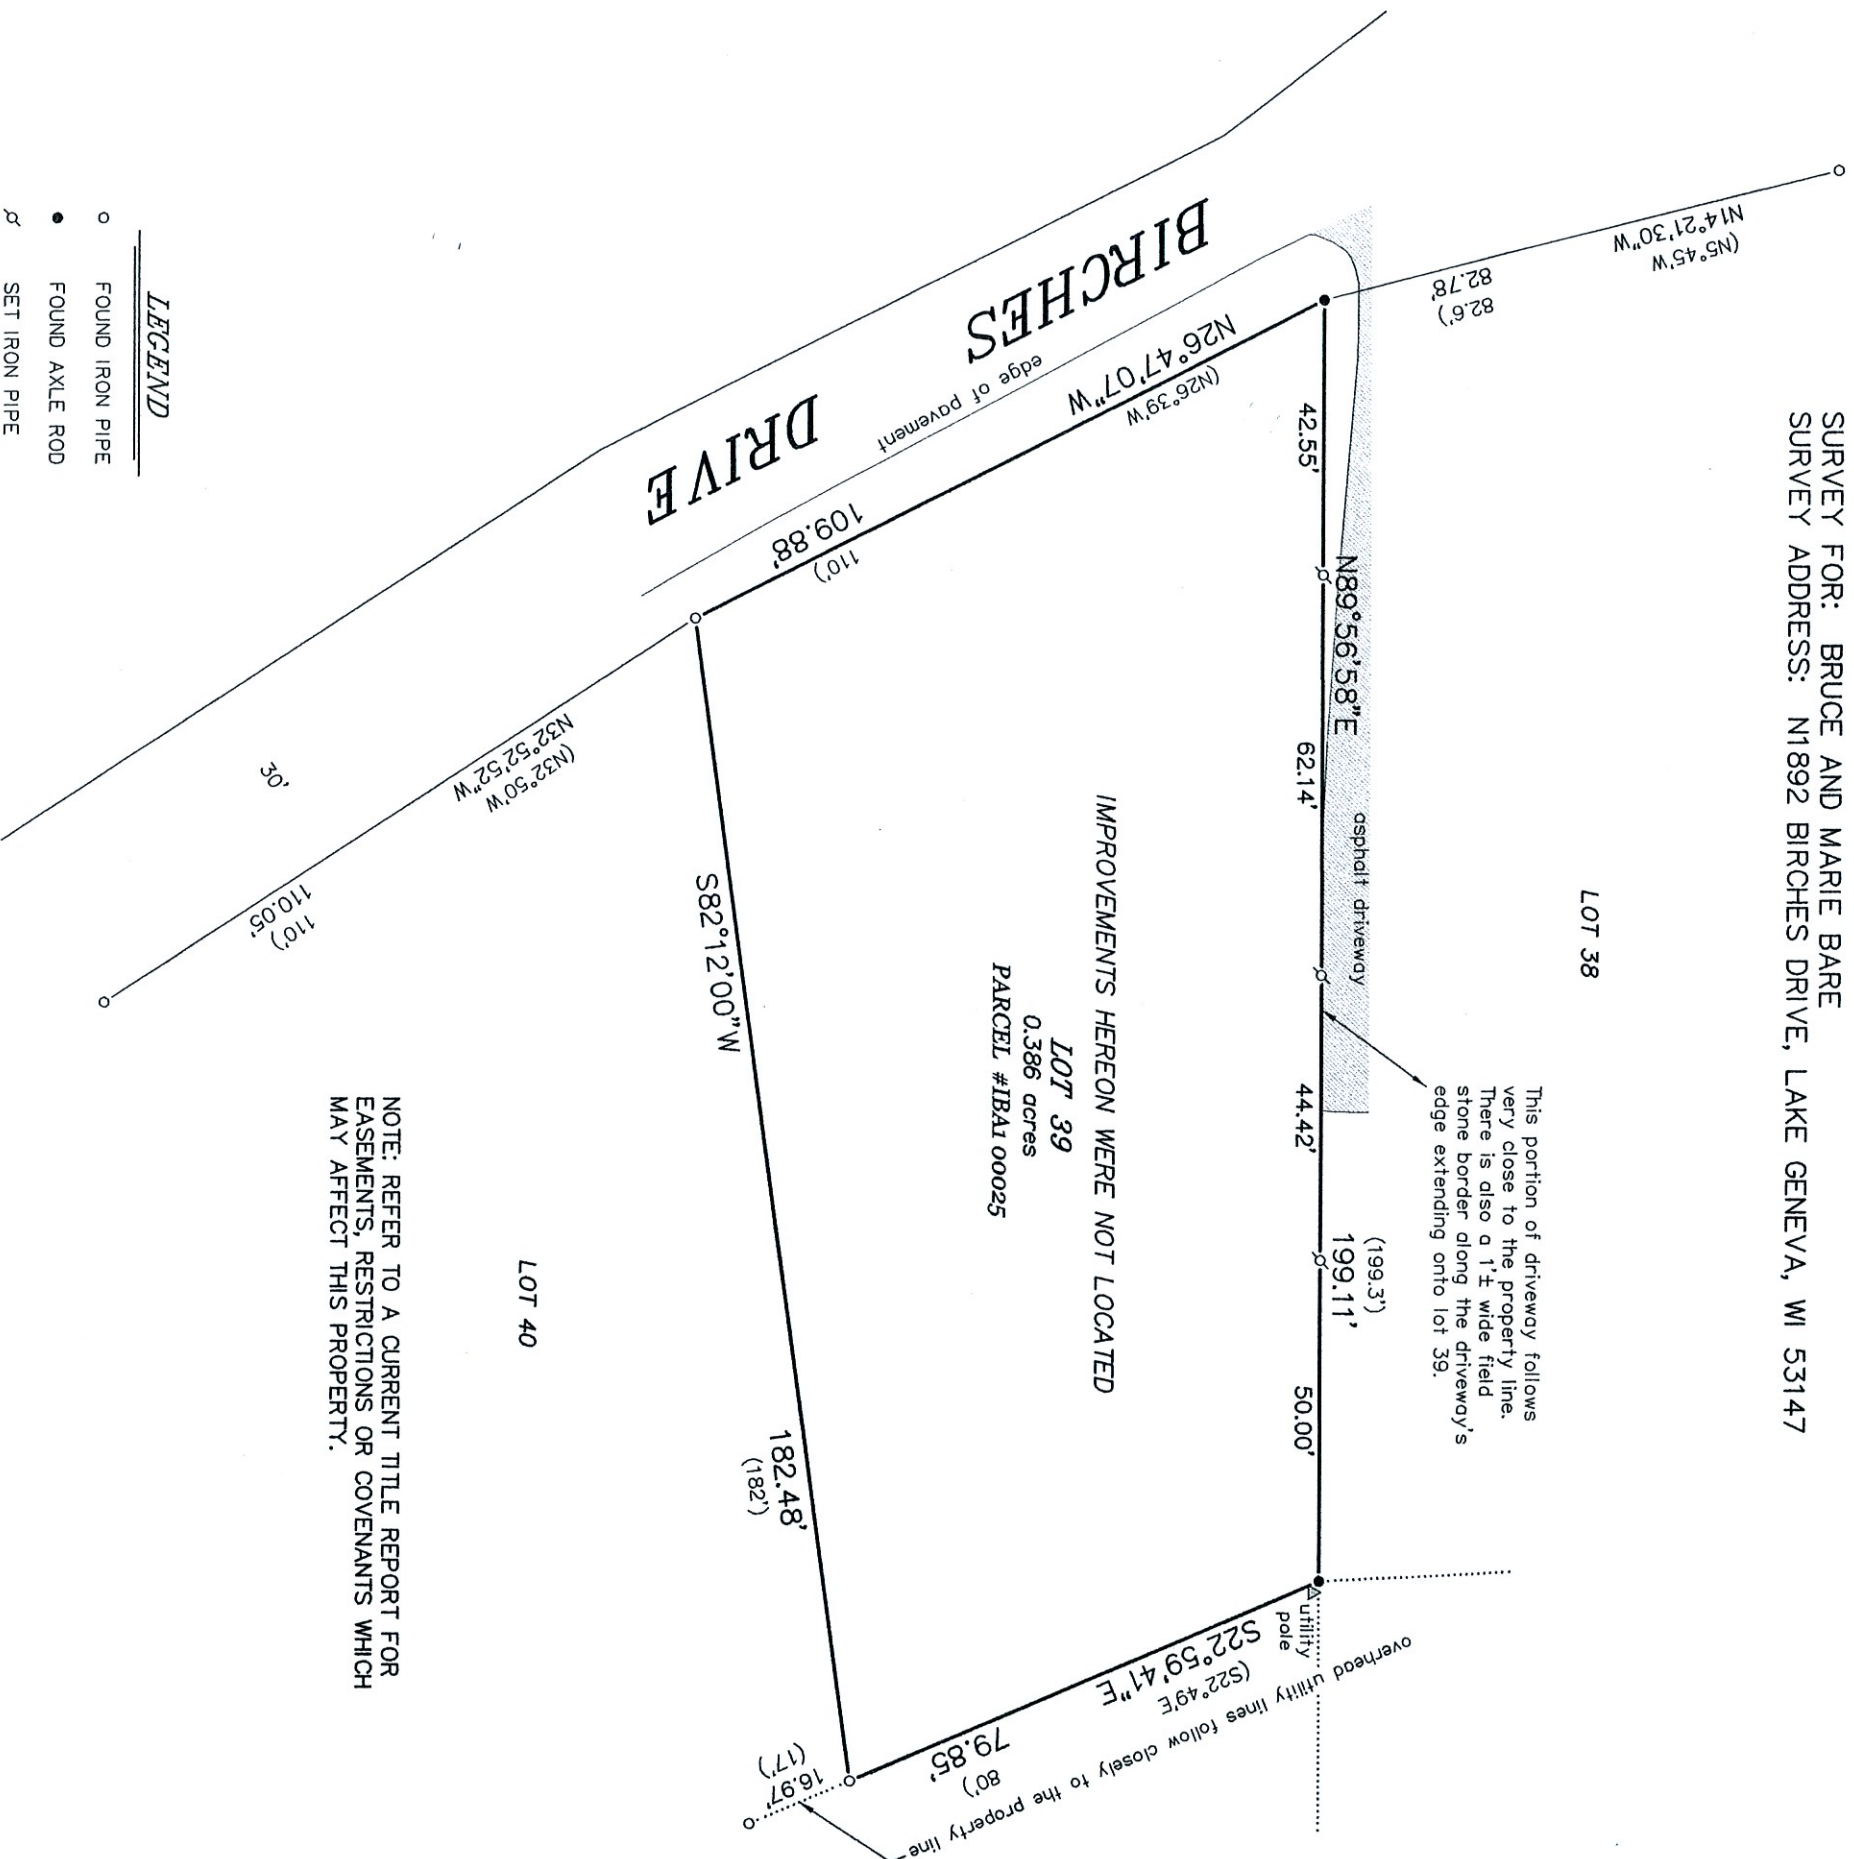 SURVEY FOR: BRUCE AND MARIE BARE
SURVEY ADDRESS: N1892 BIRCHES DRIVE, LAKE GENEVA, WI 53147
LOT 38
This portion of driveway follows
very close to the property line.
There is also a 1'± wide field
stone border along the driveway's
edge extending onto lot 39.
N14°21'30"W
(N5°45'W
82.78'
82.6')
asphalt driveway
N89°56'58"E
(199.3')
199.11'
42.55'
62.14'
44.42'
50.00'
utility
pole
BIRCHES DRIVE
edge of pavement
N26°47'07"W
(N26°39'W
109.88'
110')
IMPROVEMENTS HEREON WERE NOT LOCATED
LOT 39
0.386 acres
PARCEL #IBA1 00025
S22°59'41"E
(S22°49'E
79.85'
80')
overhead utility lines follow closely to the property line
16.97'
(17')
S82°12'00"W
182.48'
(182')
N32°52'52"W
(N32°50'W
110.05'
110')
30'
LOT 40
NOTE: REFER TO A CURRENT TITLE REPORT FOR
EASEMENTS, RESTRICTIONS OR COVENANTS WHICH
MAY AFFECT THIS PROPERTY.
LEGEND
FOUND IRON PIPE
FOUND AXLE ROD
SET IRON PIPE